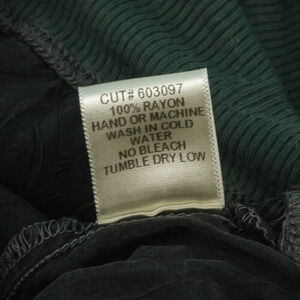 CUT# 603097
100% RAYON
HAND OR MACHINE
WASH IN COLD
WATER
NO BLEACH
TUMBLE DRY LOW